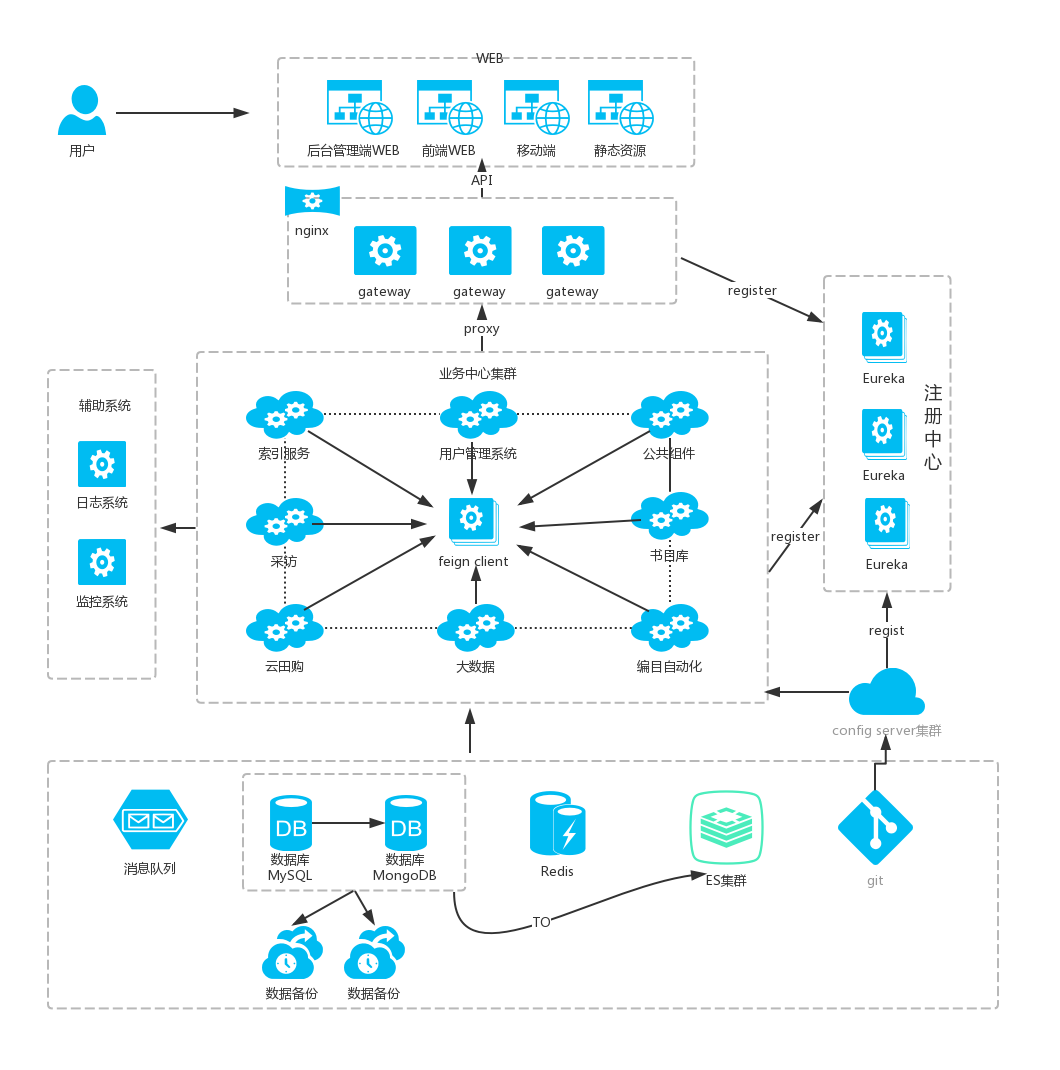 WEB
用户
后台管理端WEB
前端WEB
移动端
静态资源
API
nginx
gateway
gateway
gateway
register
proxy
业务中心集群
索引服务
用户管理系统
公共组件
采访
feign client
书目库
云田购
大数据
编目自动化
辅助系统
日志系统
监控系统
register
Eureka
Eureka
Eureka
注册中心
regist
config server集群
消息队列
数据库
MySQL
数据库
MongoDB
Redis
ES集群
git
TO
数据备份
数据备份
DB
DB